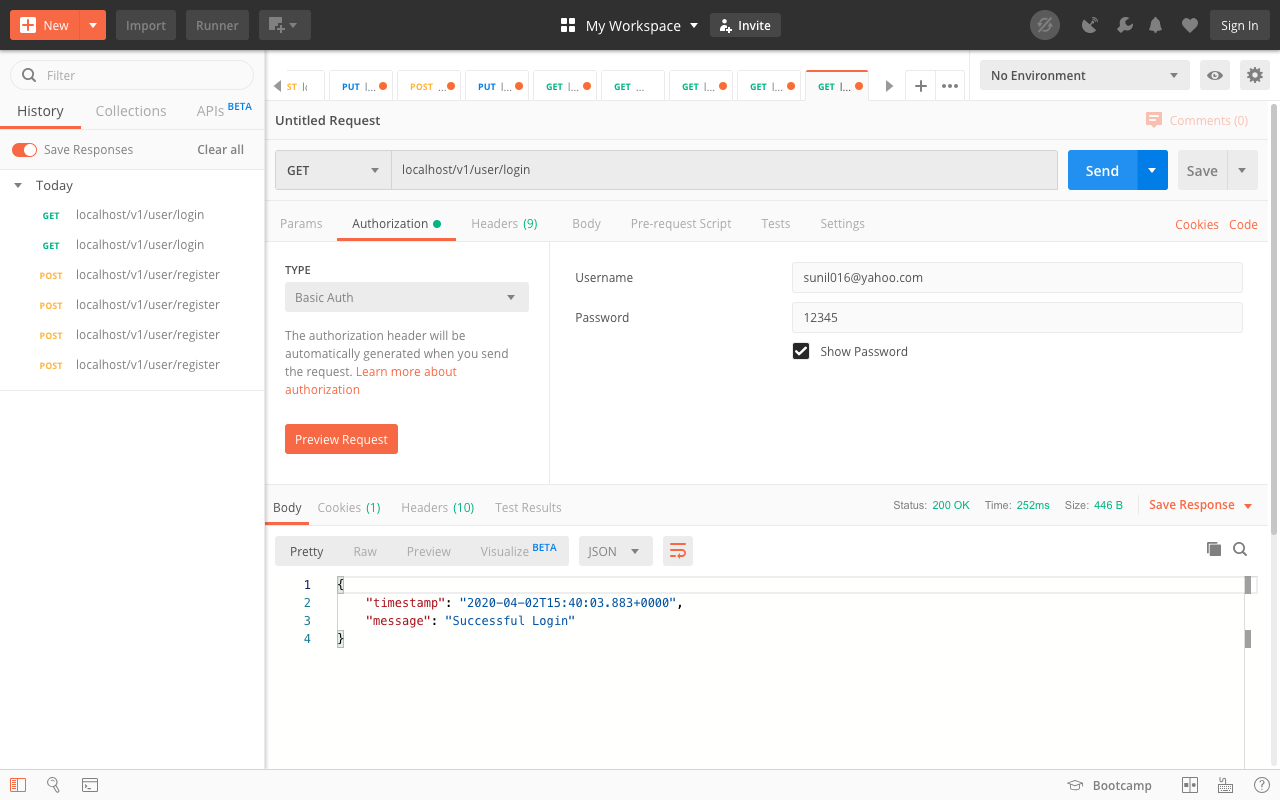 New Import Runner My Workspace Invite Sign In
Filter
History Collections APIs BETA
Save Responses Clear all
Today
GET localhost/v1/user/login
GET localhost/v1/user/login
POST localhost/v1/user/register
POST localhost/v1/user/register
POST localhost/v1/user/register
POST localhost/v1/user/register
ST PUT l... POST ... PUT l... GET l... GET ... GET l... GET l... GET l... No Environment
Untitled Request Comments (0)
GET localhost/v1/user/login Send Save
Params Authorization Headers (9) Body Pre-request Script Tests Settings Cookies Code
TYPE
Basic Auth
The authorization header will be
automatically generated when you send
the request. Learn more about
authorization
Preview Request
Username sunil016@yahoo.com
Password 12345
Show Password
Body Cookies (1) Headers (10) Test Results Status: 200 OK Time: 252ms Size: 446 B Save Response
Pretty Raw Preview Visualize BETA JSON
1 {
2 "timestamp": "2020-04-02T15:40:03.883+0000",
3 "message": "Successful Login"
4 }
Bootcamp